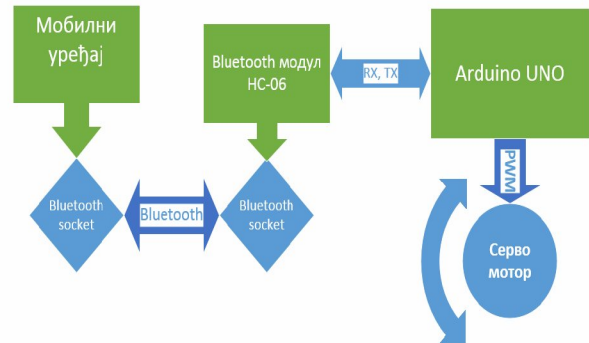 Мобилни
уређај
Bluetooth модул
HC-06
RX, TX
Arduino UNO
PWM
Bluetooth
socket
Bluetooth
Bluetooth
socket
Серво
мотор